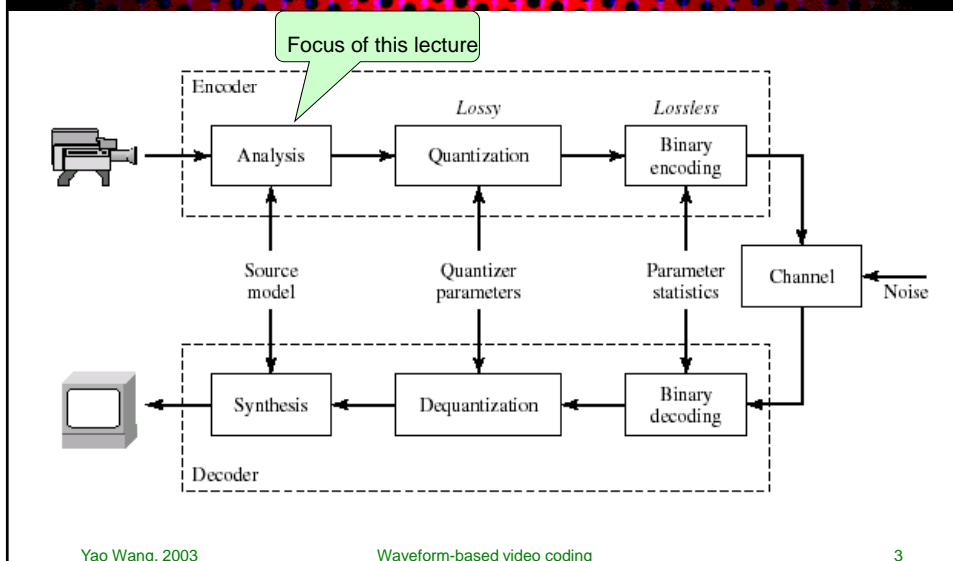 Focus of this lecture
Encoder
Lossy
Lossless
Analysis
Quantization
Binary
encoding
Source
model
Quantizer
parameters
Parameter
statistics
Channel
Noise
Synthesis
Dequantization
Binary
decoding
Decoder
Yao Wang, 2003
Waveform-based video coding
3